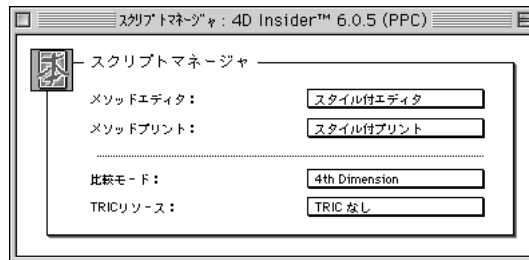 スクリプトマネージャ : 4D Insider™ 6.0.5 (PPC)
スクリプトマネージャ
メソッドエディタ： スタイル付エディタ
メソッドプリント： スタイル付プリント
比較モード： 4th Dimension
TRICリソース： TRIC なし